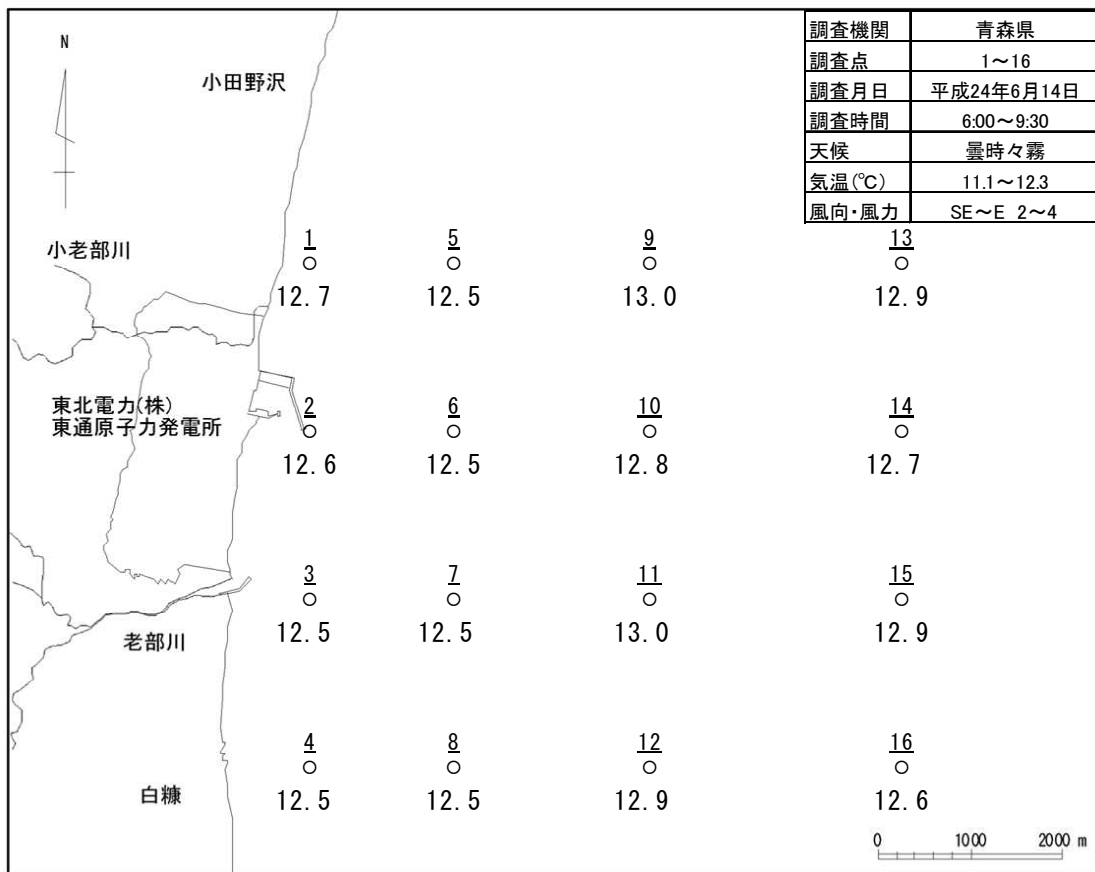 調査機関 青森県
調査点 1~16
調査月日 平成24年6月14日
調査時間 6:00~9:30
天候 曇時々霧
気温(℃) 11.1~12.3
風向・風力 SE~E 2~4
N
小田野沢
小老部川
1 5 9 13
12.7 12.5 13.0 12.9
東北電力(株)
東通原子力発電所
2 6 10 14
12.6 12.5 12.8 12.7
3 7 11 15
12.5 12.5 13.0 12.9
老部川
4 8 12 16
白糠
12.5 12.5 12.9 12.6
0 1000 2000 m